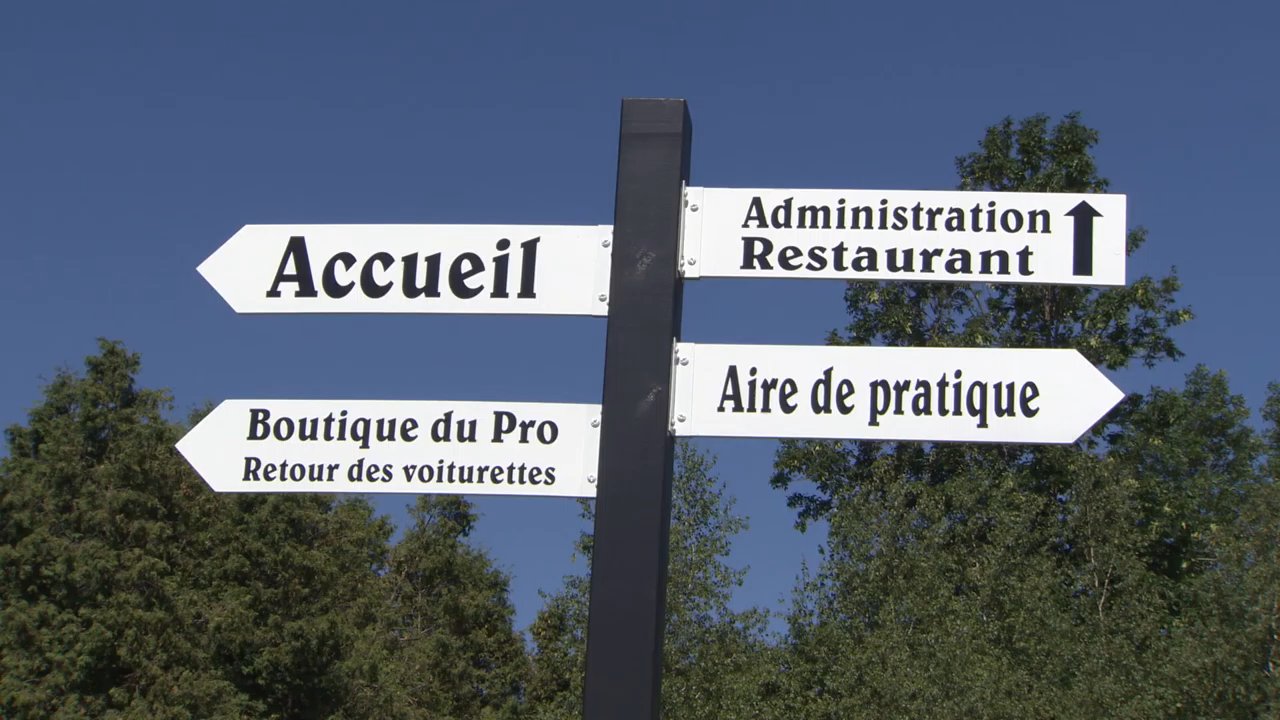 Accueil
Administration
Restaurant
Boutique du Pro
Retour des voiturettes
Aire de pratique